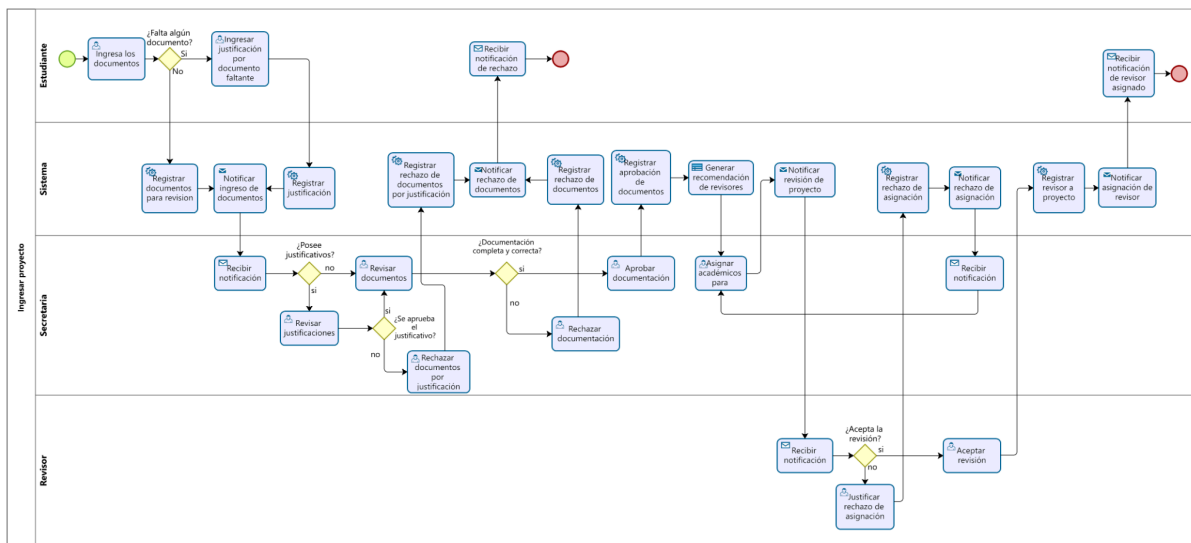 Ingresar proyecto
Estudiante
Ingresa los
documentos
¿Falta algún
documento?
Si
No
Ingresar
justificación
por
documento
faltante
Recibir
notificación
de rechazo
Recibir
notificación
de revisor
asignado
Sistema
Registrar
documentos
para revision
Notificar
ingreso de
documentos
Registrar
justificación
Registrar
rechazo de
documentos
por justificación
Notificar
rechazo de
documentos
Registrar
rechazo de
documentos
Registrar
aprobación
de
documentos
Generar
recomendación
de revisores
Notificar
revisión de
proyecto
Registrar
rechazo de
asignación
Notificar
rechazo de
asignación
Registrar
revisor a
proyecto
Notificar
asignación de
revisor
Secretaria
Recibir
notificación
¿Posee
justificativos?
no
si
Revisar
documentos
Revisar
justificaciones
si
¿Se aprueba
el
justificativo?
no
Rechazar
documentos
por
justificación
¿Documentación
completa y correcta?
si
no
Aprobar
documentación
Rechazar
documentación
Asignar
académicos
para
Recibir
notificación
Revisor
Recibir
notificación
¿Acepta la
revisión?
si
no
Aceptar
revisión
Justificar
rechazo de
asignación